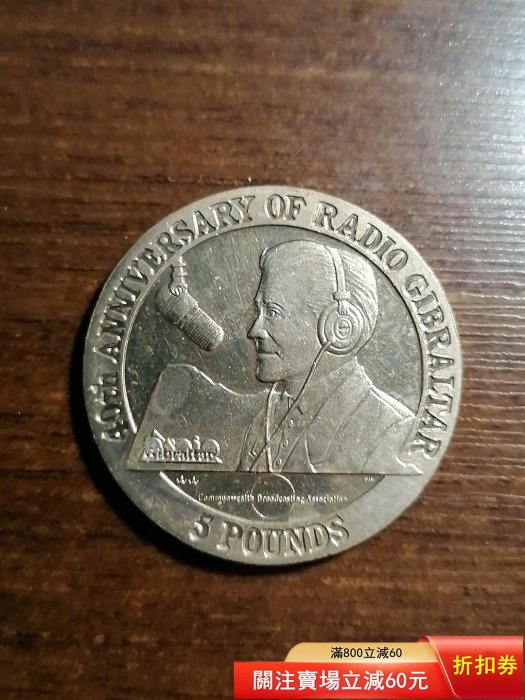 40th ANNIVERSARY OF RADIO GIBRALTAR
Radio
Gibraltar
Commonwealth Broadcasting Association
5 POUNDS
滿800立減60
關注賣場立減60元
折扣券